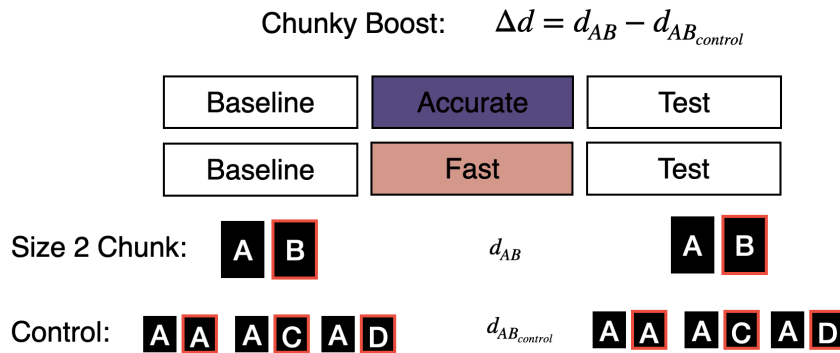 Chunky Boost: Δd = d_AB − d_AB_control
Baseline Accurate Test
Baseline Fast Test
Size 2 Chunk: A B d_AB A B
Control: A A A C A D d_AB_control A A A C A D